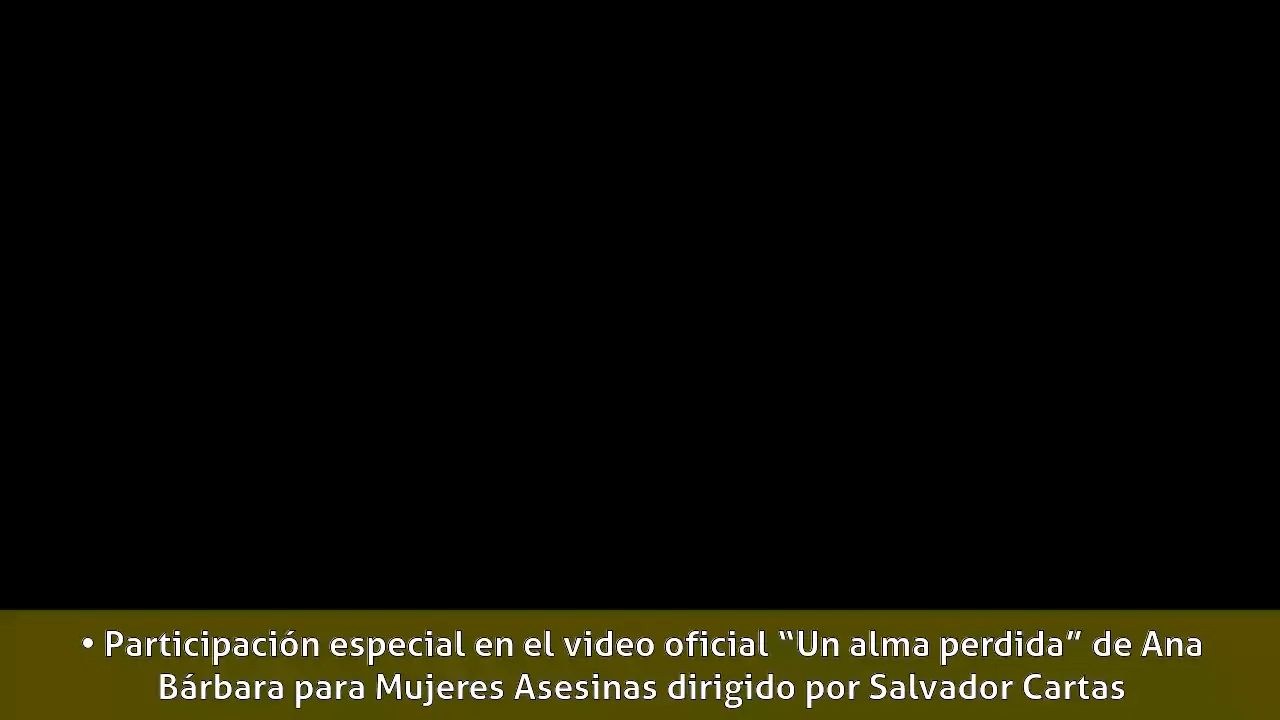 • Participación especial en el video oficial “Un alma perdida” de Ana
Bárbara para Mujeres Asesinas dirigido por Salvador Cartas